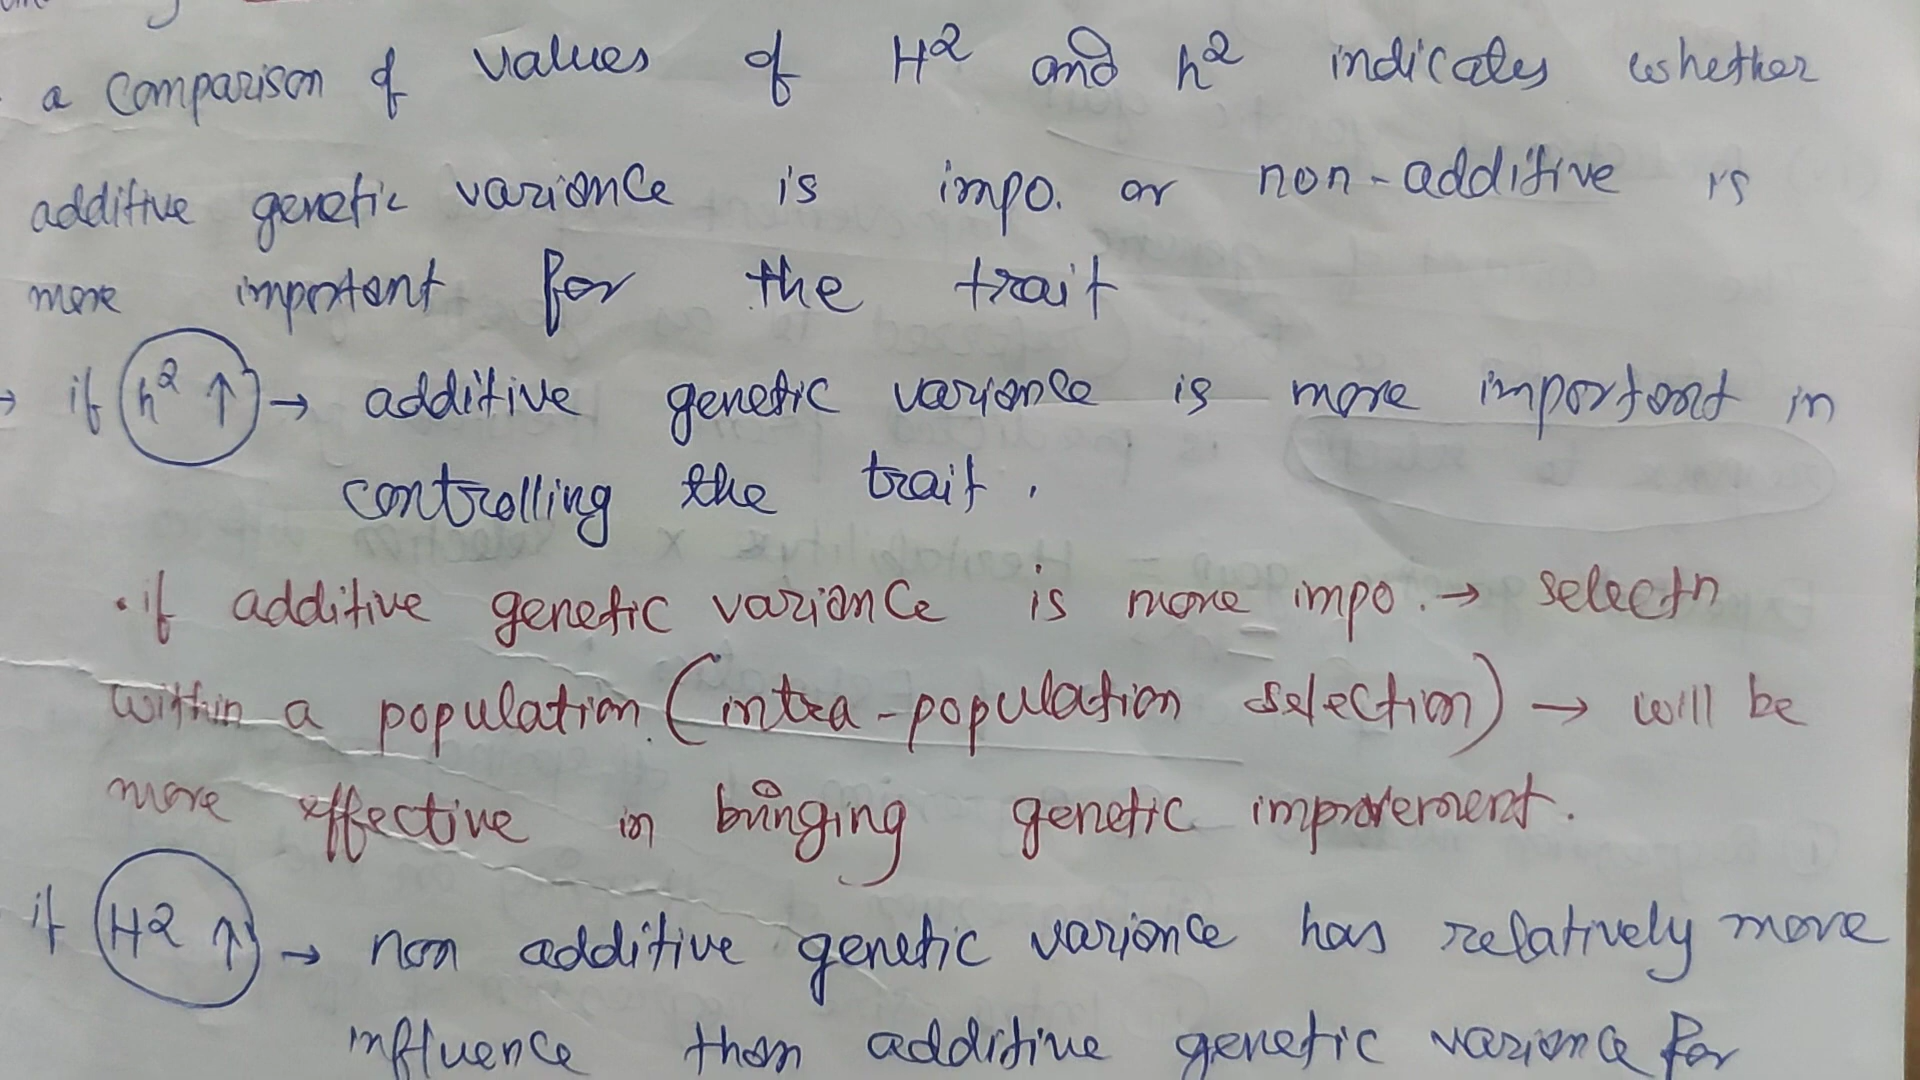 a comparison of values of H2 and h2 indicates whether
additive genetic variance is impo. or non-additive is
more important for the trait
→ if h2 ↑ → additive genetic variance is more important in
controlling the trait.
• if additive genetic variance is more impo. → selectn
within a population (intra-population selection) → will be
more effective in bringing genetic improvement.
if H2 ↑ → non additive genetic variance has relatively more
influence than additive genetic variance for